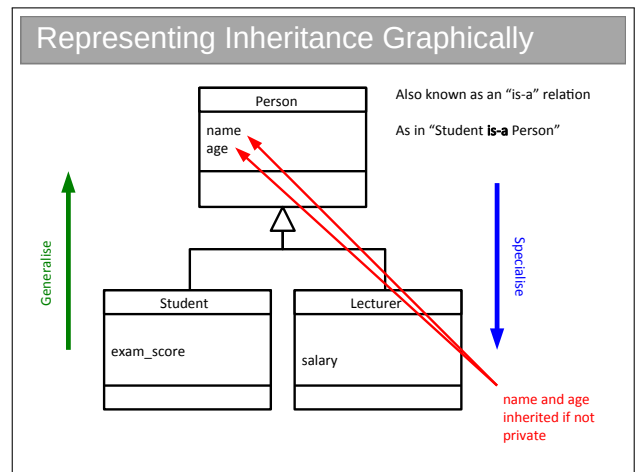 Representing Inheritance Graphically
Person
Also known as an “is-a” relation
name
As in “Student is-a Person”
age
Generalise
Specialise
Student
Lecturer
exam_score
salary
name and age
inherited if not
private